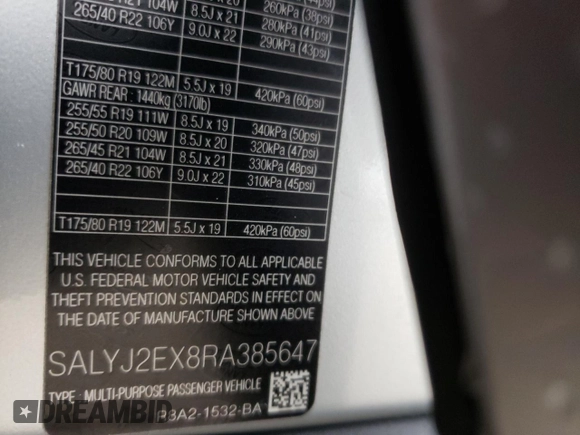 265/40 R22 106Y 9.0J x 22 290kPa (43psi)
T175/80 R19 122M 5.5J x 19 420kPa (60psi)
GAWR REAR : 1440kg (3170lb)
255/55 R19 111W 8.5J x 19 340kPa (50psi)
255/50 R20 109W 8.5J x 20 320kPa (47psi)
265/45 R21 104W 8.5J x 21 330kPa (48psi)
265/40 R22 106Y 9.0J x 22 310kPa (45psi)
T175/80 R19 122M 5.5J x 19 420kPa (60psi)
THIS VEHICLE CONFORMS TO ALL APPLICABLE
U.S. FEDERAL MOTOR VEHICLE SAFETY AND
THEFT PREVENTION STANDARDS IN EFFECT ON
THE DATE OF MANUFACTURE SHOWN ABOVE
SALYJ2EX8RA385647
TYPE : MULTI-PURPOSE PASSENGER VEHICLE
R3A2-1532-BA
DREAMBID